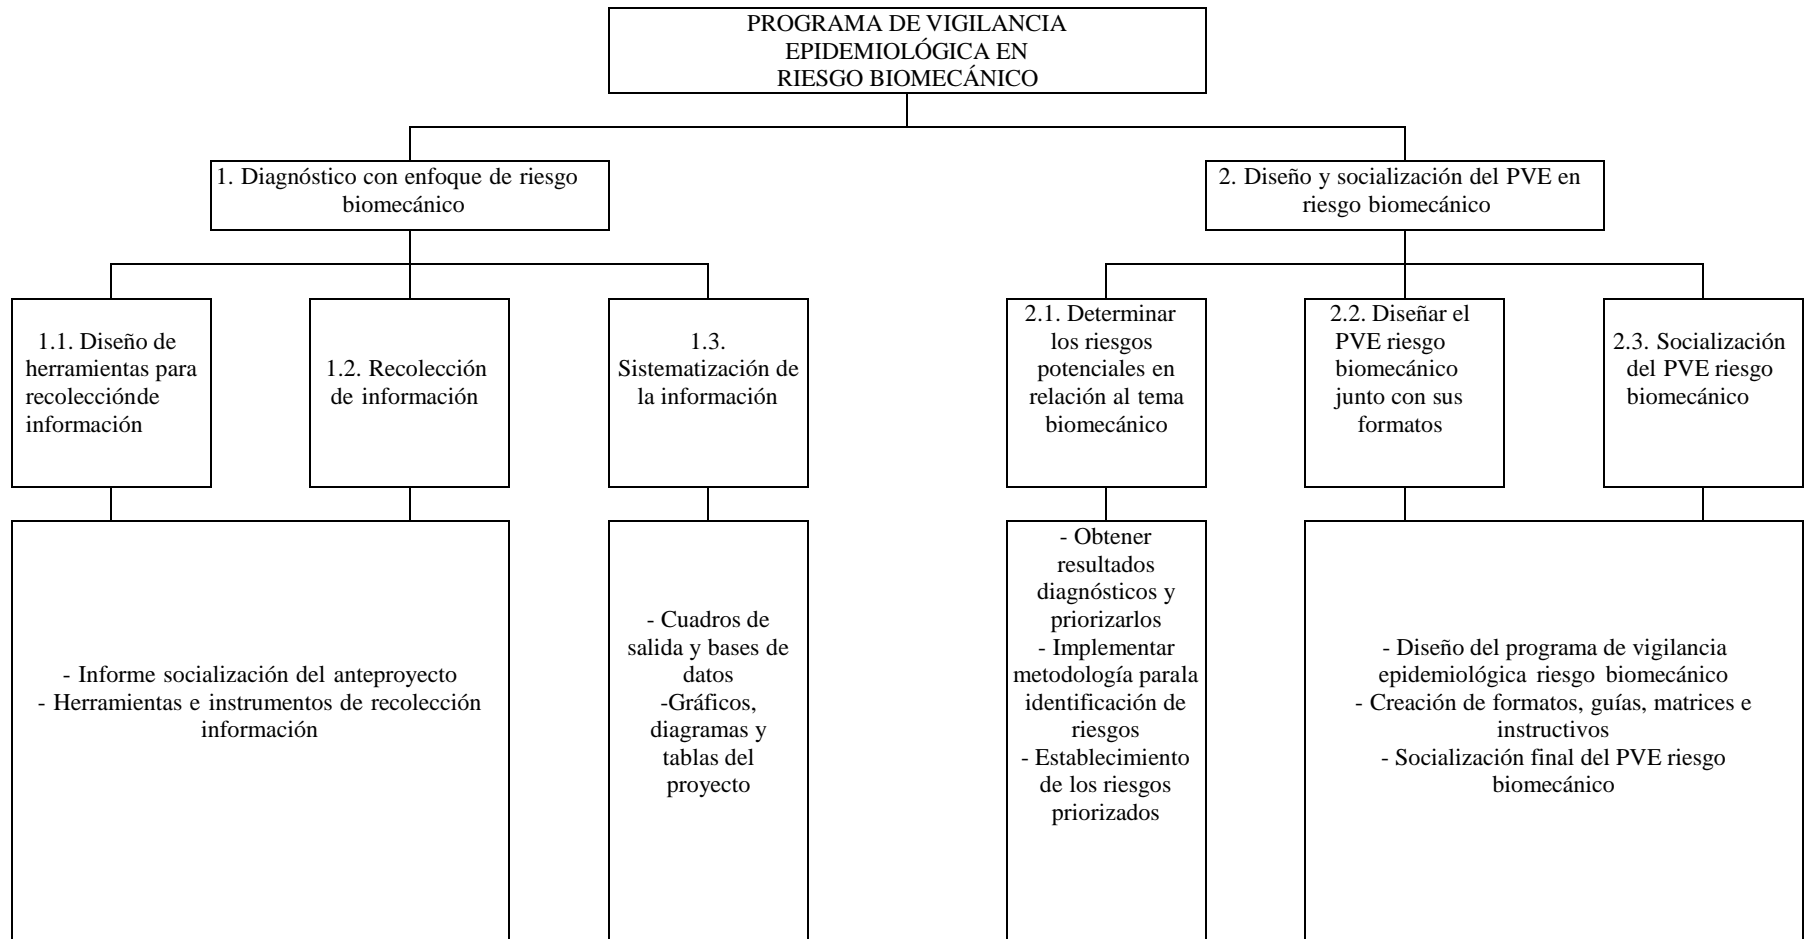 PROGRAMA DE VIGILANCIA
EPIDEMIOLÓGICA EN
RIESGO BIOMECÁNICO
1. Diagnóstico con enfoque de riesgo
biomecánico
2. Diseño y socialización del PVE en
riesgo biomecánico
1.1. Diseño de
herramientas para
recolecciónde
información
1.2. Recolección
de información
1.3.
Sistematización de
la información
2.1. Determinar
los riesgos
potenciales en
relación al tema
biomecánico
2.2. Diseñar el
PVE riesgo
biomecánico
junto con sus
formatos
2.3. Socialización
del PVE riesgo
biomecánico
- Informe socialización del anteproyecto
- Herramientas e instrumentos de recolección
información
- Cuadros de
salida y bases de
datos
-Gráficos,
diagramas y
tablas del
proyecto
- Obtener
resultados
diagnósticos y
priorizarlos
- Implementar
metodología parala
identificación de
riesgos
- Establecimiento
de los riesgos
priorizados
- Diseño del programa de vigilancia
epidemiológica riesgo biomecánico
- Creación de formatos, guías, matrices e
instructivos
- Socialización final del PVE riesgo
biomecánico